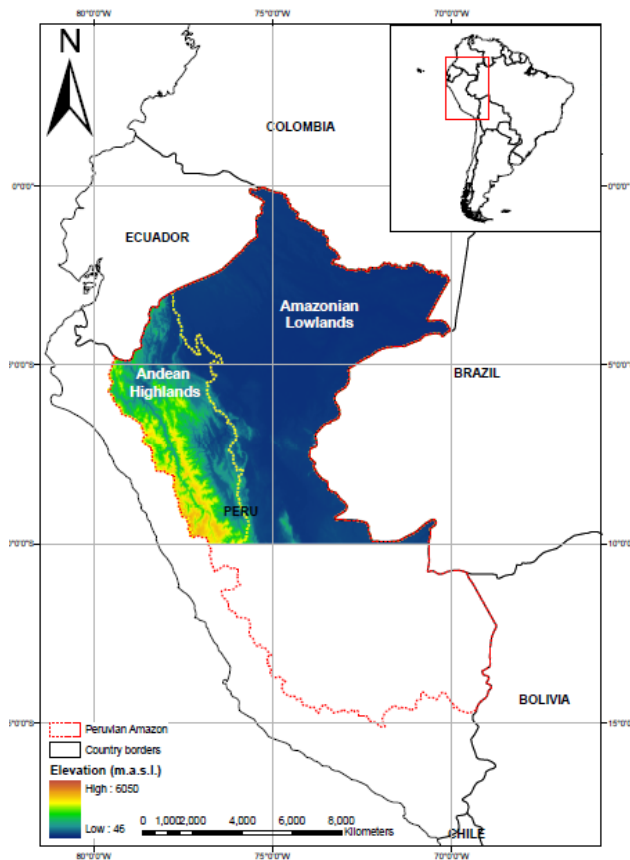 80°0'0"W 75°0'0"W 70°0'0"W
N
COLOMBIA
0°0'0" 0°0'0"
ECUADOR
Amazonian
Lowlands
5°0'0"S
Andean
Highlands
BRAZIL
PERU
10°0'0"S
BOLIVIA
15°0'0"S
Peruvian Amazon
Country borders
Elevation (m.a.s.l.)
High : 6050
Low : 46
0 1,000 2,000 4,000 6,000 8,000
Kilometers
CHILE
80°0'0"W 75°0'0"W 70°0'0"W